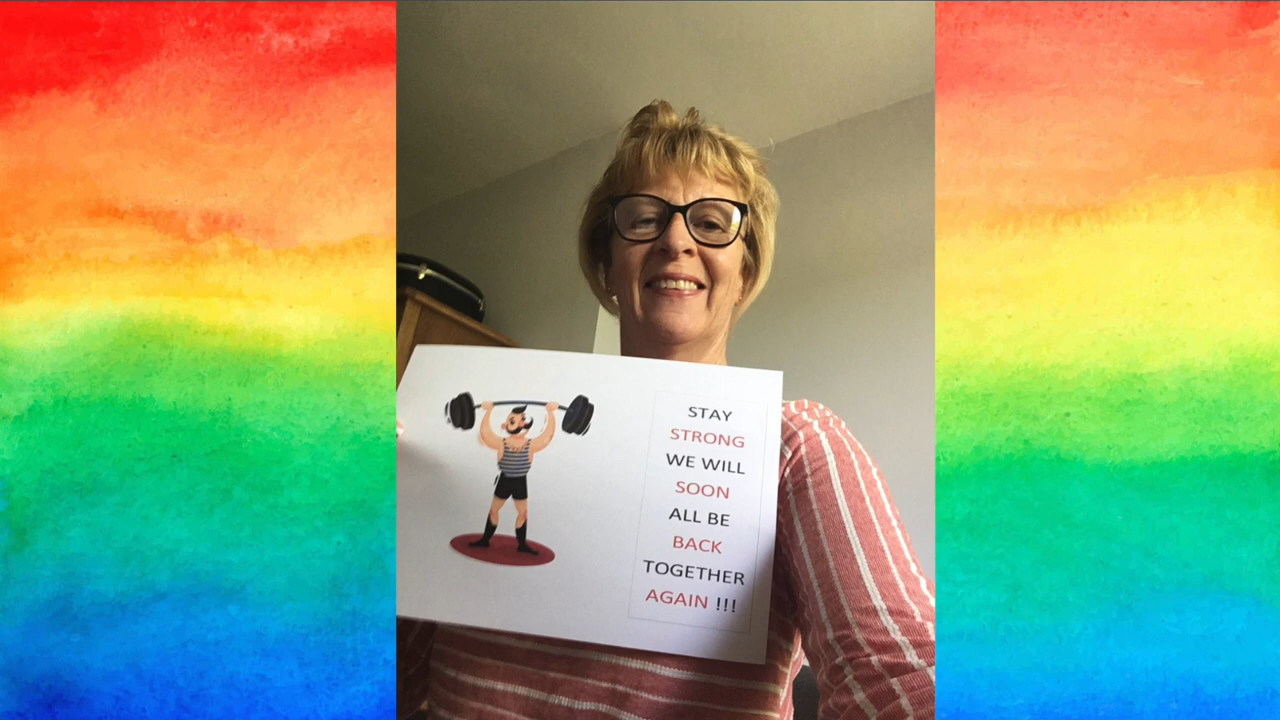 STAY
STRONG
WE WILL
SOON
ALL BE
BACK
TOGETHER
AGAIN !!!